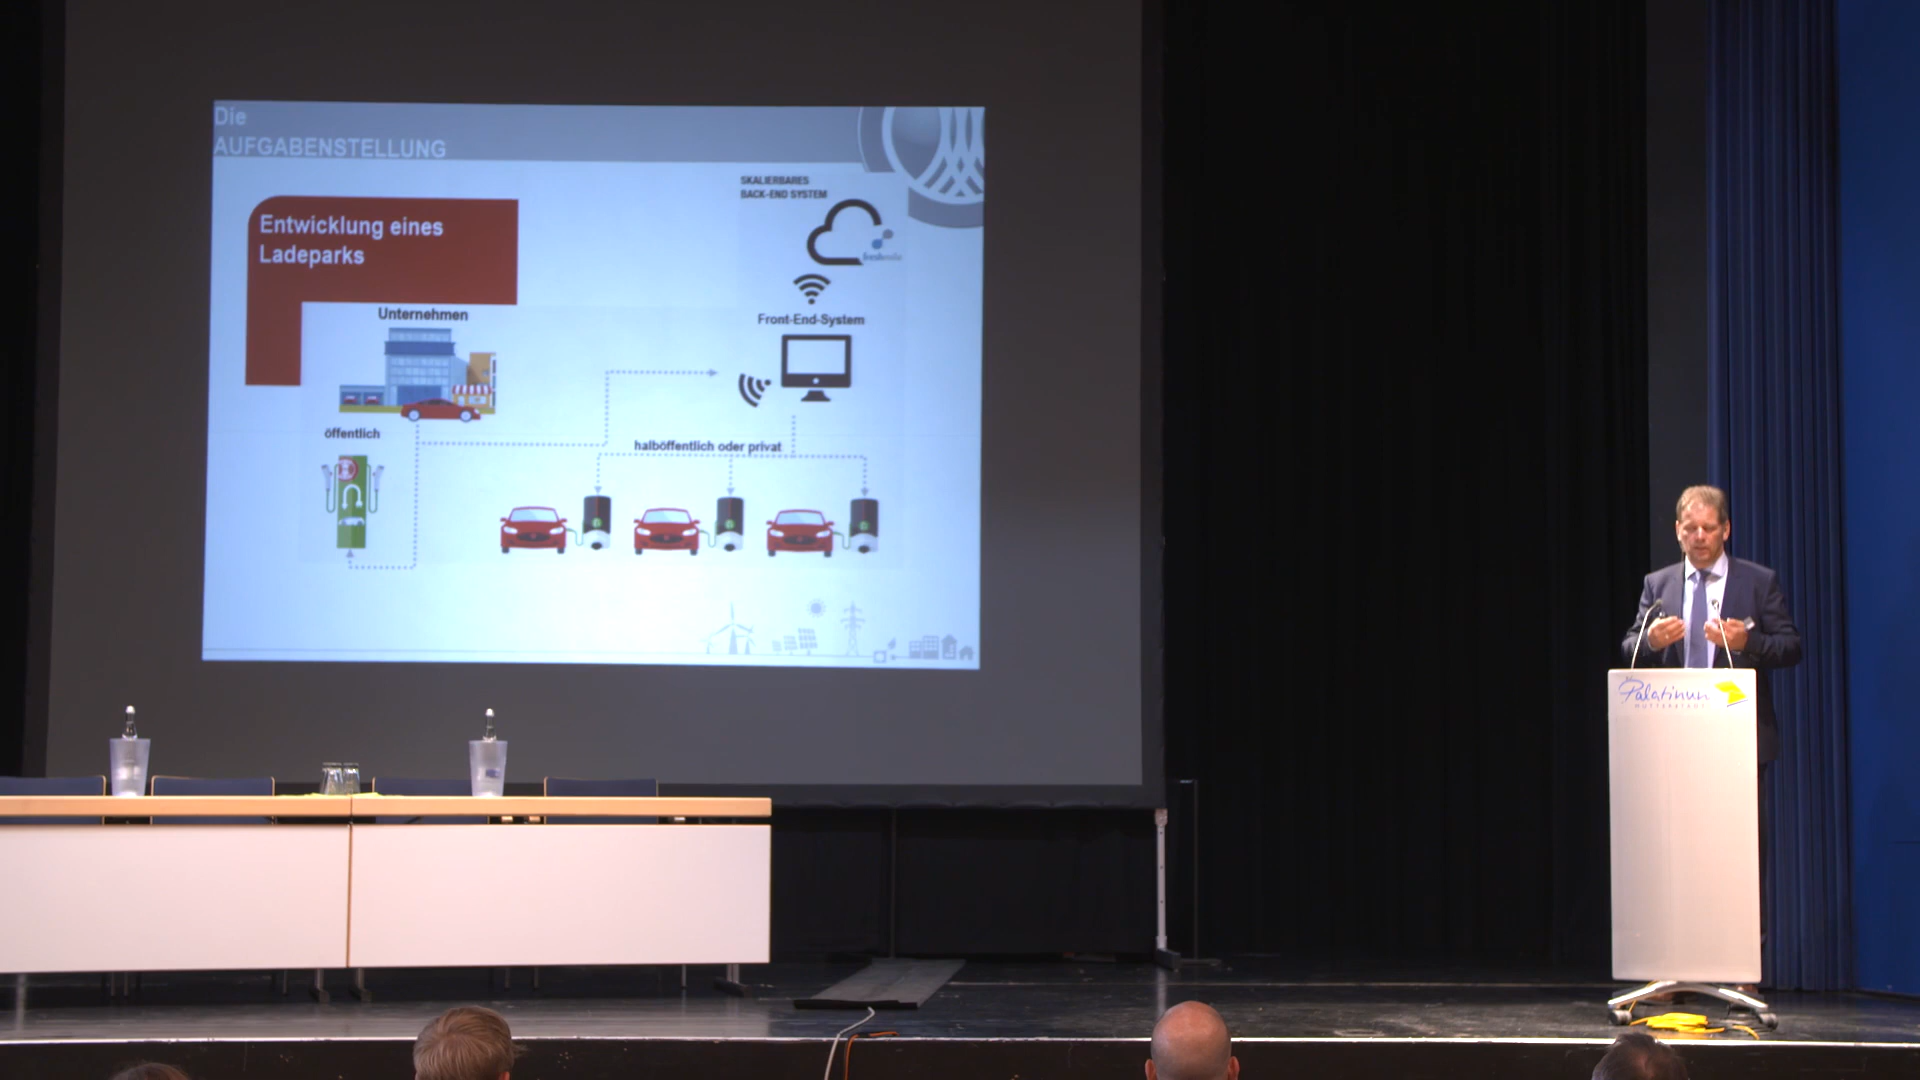 Die
AUFGABENSTELLUNG
SKALIERBARES
BACK-END SYSTEM
Entwicklung eines
Ladeparks
Unternehmen
Front-End-System
öffentlich
halböffentlich oder privat
Palatinum
MUTTERSTADT